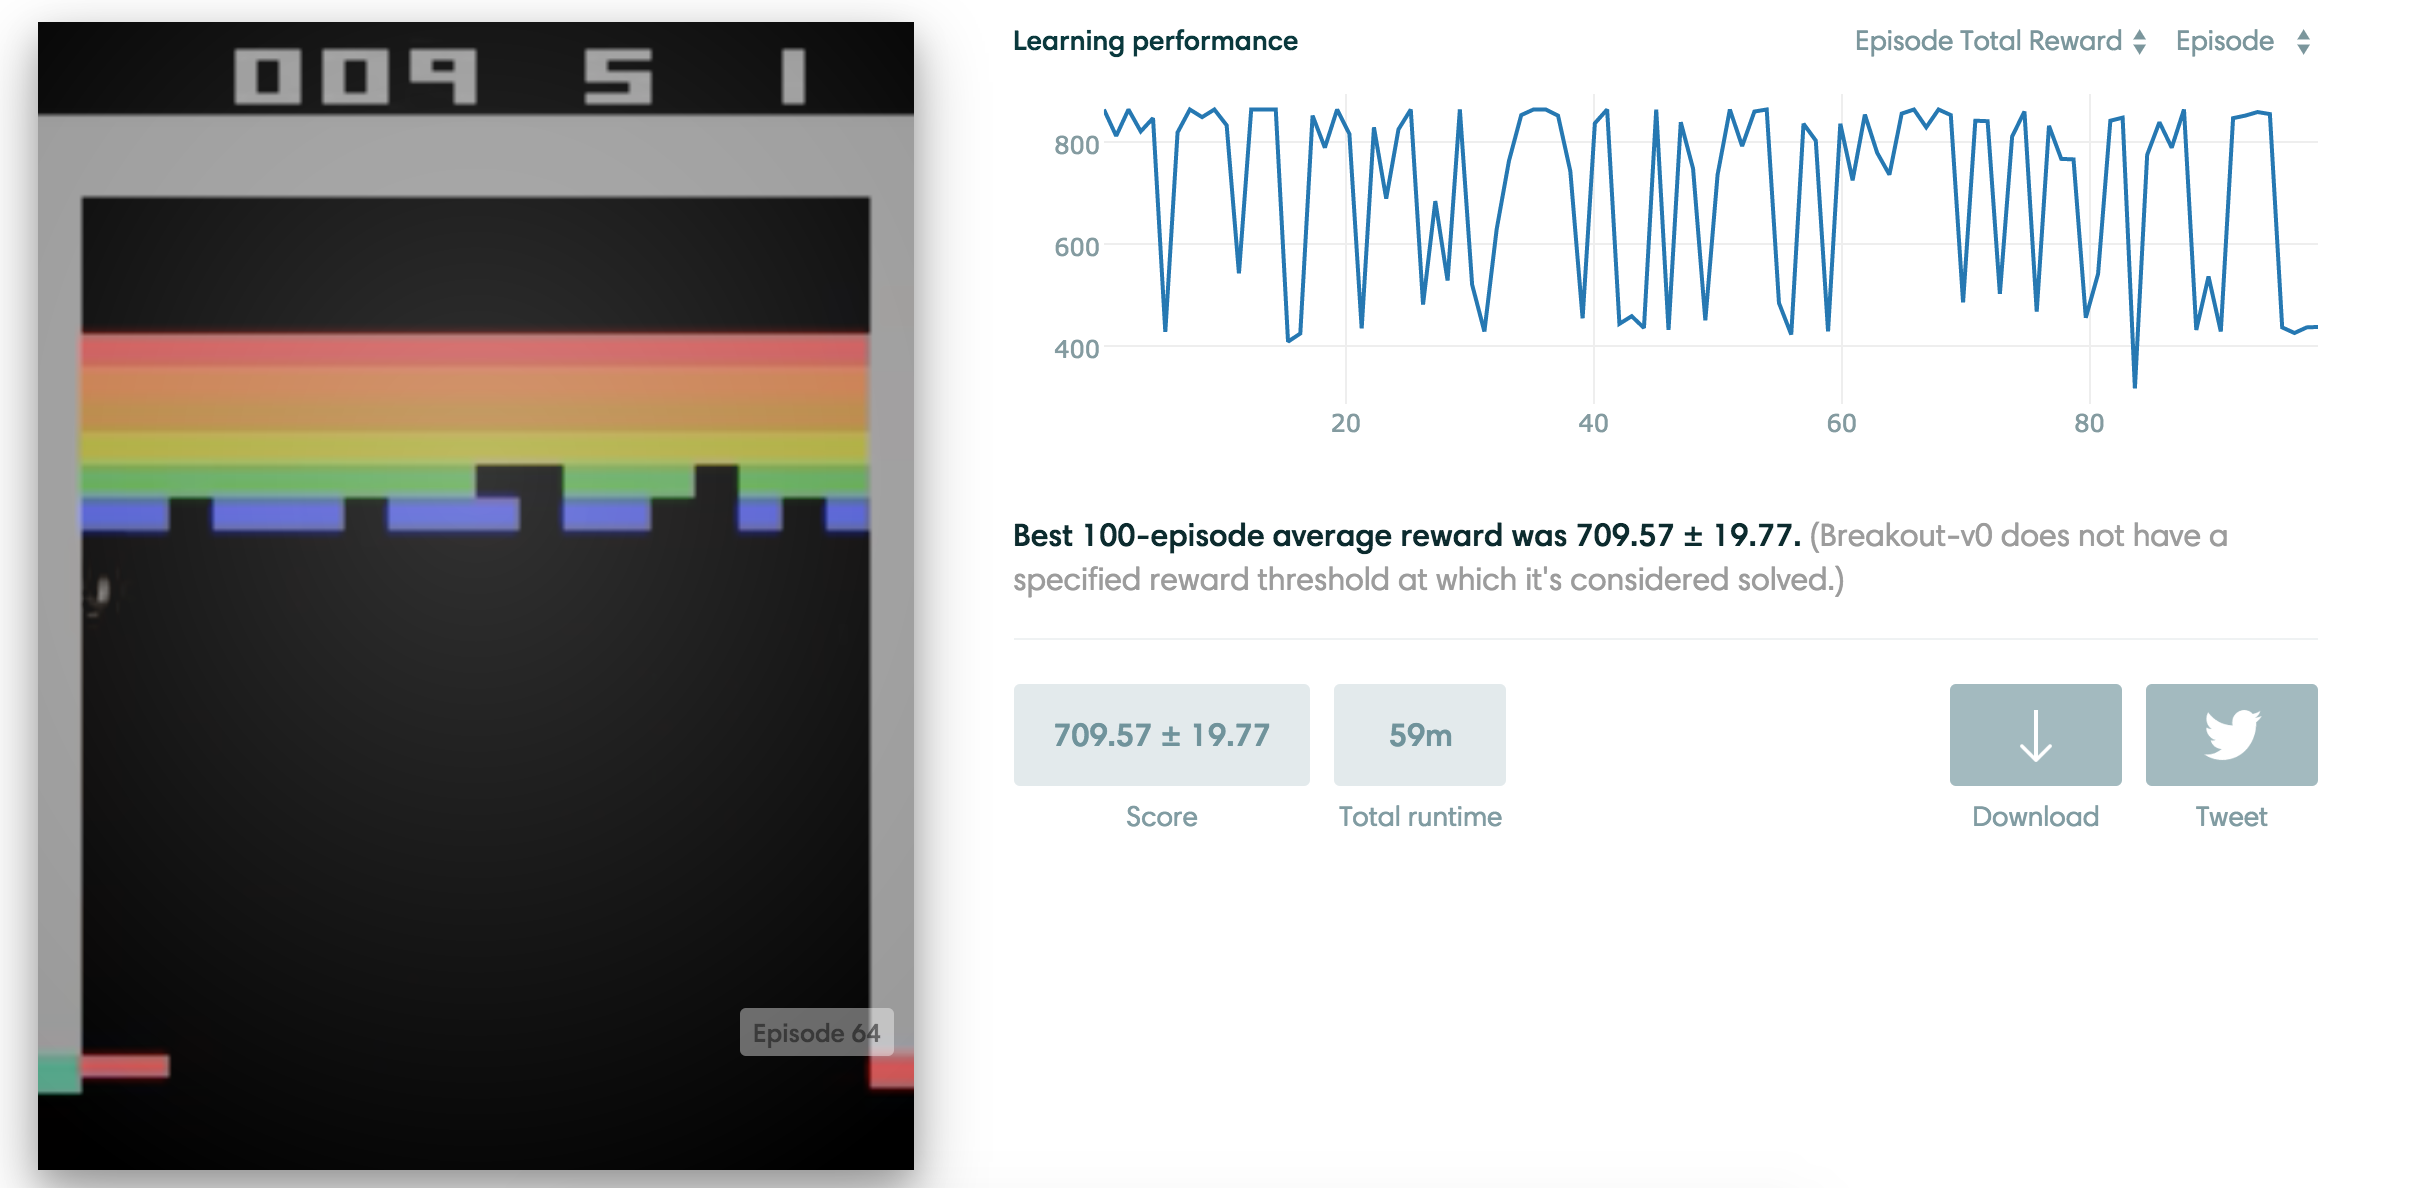 009 5 1
Episode 64
Learning performance
Episode Total Reward Episode
800
600
400
20 40 60 80
Best 100-episode average reward was 709.57 ± 19.77. (Breakout-v0 does not have a
specified reward threshold at which it's considered solved.)
709.57 ± 19.77
Score
59m
Total runtime
Download
Tweet